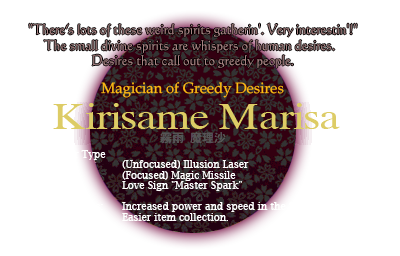 "There's lots of these weird spirits gatherin'. Very interestin'!"
The small divine spirits are whispers of human desires.
Desires that call out to greedy people.
Magician of Greedy Desires
Kirisame Marisa
霧雨 魔理沙
Type
(Unfocused) Illusion Laser
(Focused) Magic Missile
Love Sign "Master Spark"
Increased power and speed in the
Easier item collection.